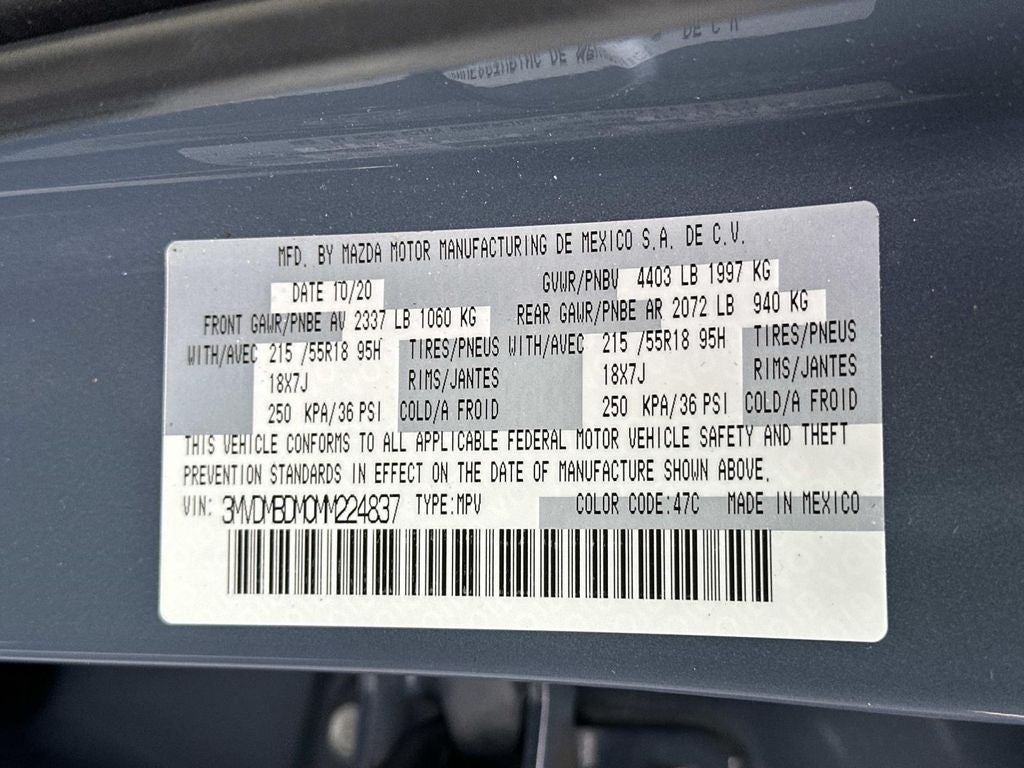 MFD. BY MAZDA MOTOR MANUFACTURING DE MEXICO S.A. DE C.V.
DATE 10/20 GVWR/PNBV 4403 LB 1997 KG
FRONT GAWR/PNBE AV 2337 LB 1060 KG REAR GAWR/PNBE AR 2072 LB 940 KG
WITH/AVEC 215 /55R18 95H TIRES/PNEUS WITH/AVEC 215 /55R18 95H TIRES/PNEUS
18X7J RIMS/JANTES 18X7J RIMS/JANTES
250 KPA/36 PSI COLD/A FROID 250 KPA/36 PSI COLD/A FROID
THIS VEHICLE CONFORMS TO ALL APPLICABLE FEDERAL MOTOR VEHICLE SAFETY AND THEFT
PREVENTION STANDARDS IN EFFECT ON THE DATE OF MANUFACTURE SHOWN ABOVE.
VIN: 3MVDMBDM0MM224837 TYPE:MPV COLOR CODE:47C MADE IN MEXICO